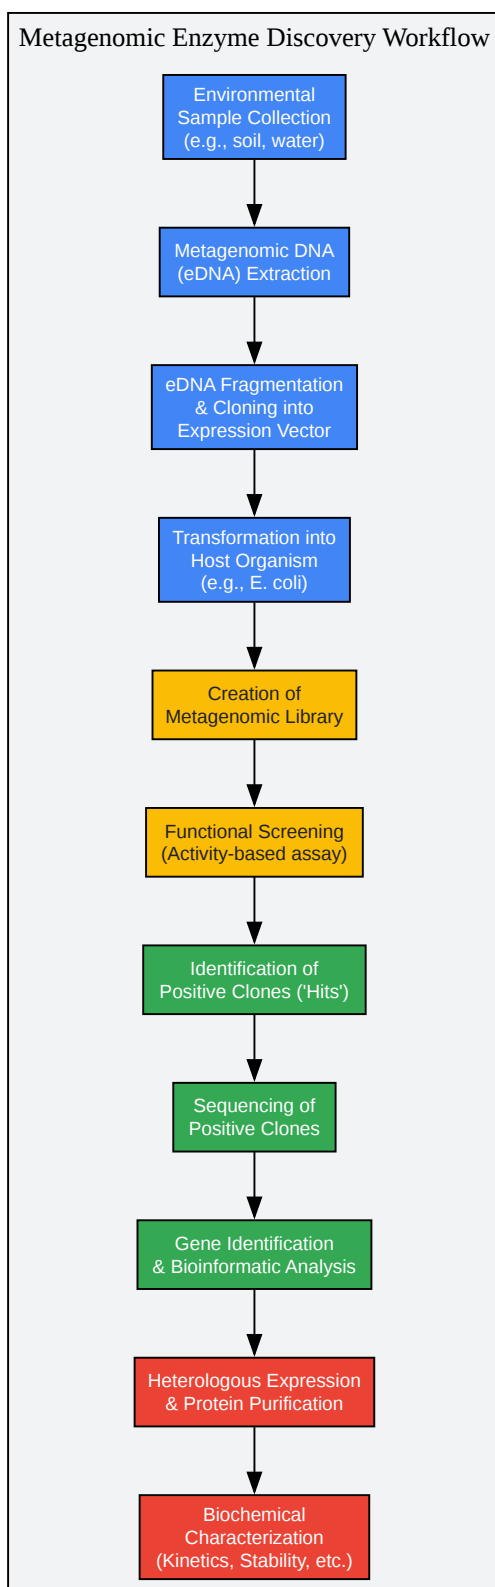 Metagenomic Enzyme Discovery Workflow
Environmental
Sample Collection
(e.g., soil, water)
Metagenomic DNA
(eDNA) Extraction
eDNA Fragmentation
& Cloning into
Expression Vector
Transformation into
Host Organism
(e.g., E. coli)
Creation of
Metagenomic Library
Functional Screening
(Activity-based assay)
Identification of
Positive Clones ('Hits')
Sequencing of
Positive Clones
Gene Identification
& Bioinformatic Analysis
Heterologous Expression
& Protein Purification
Biochemical
Characterization
(Kinetics, Stability, etc.)